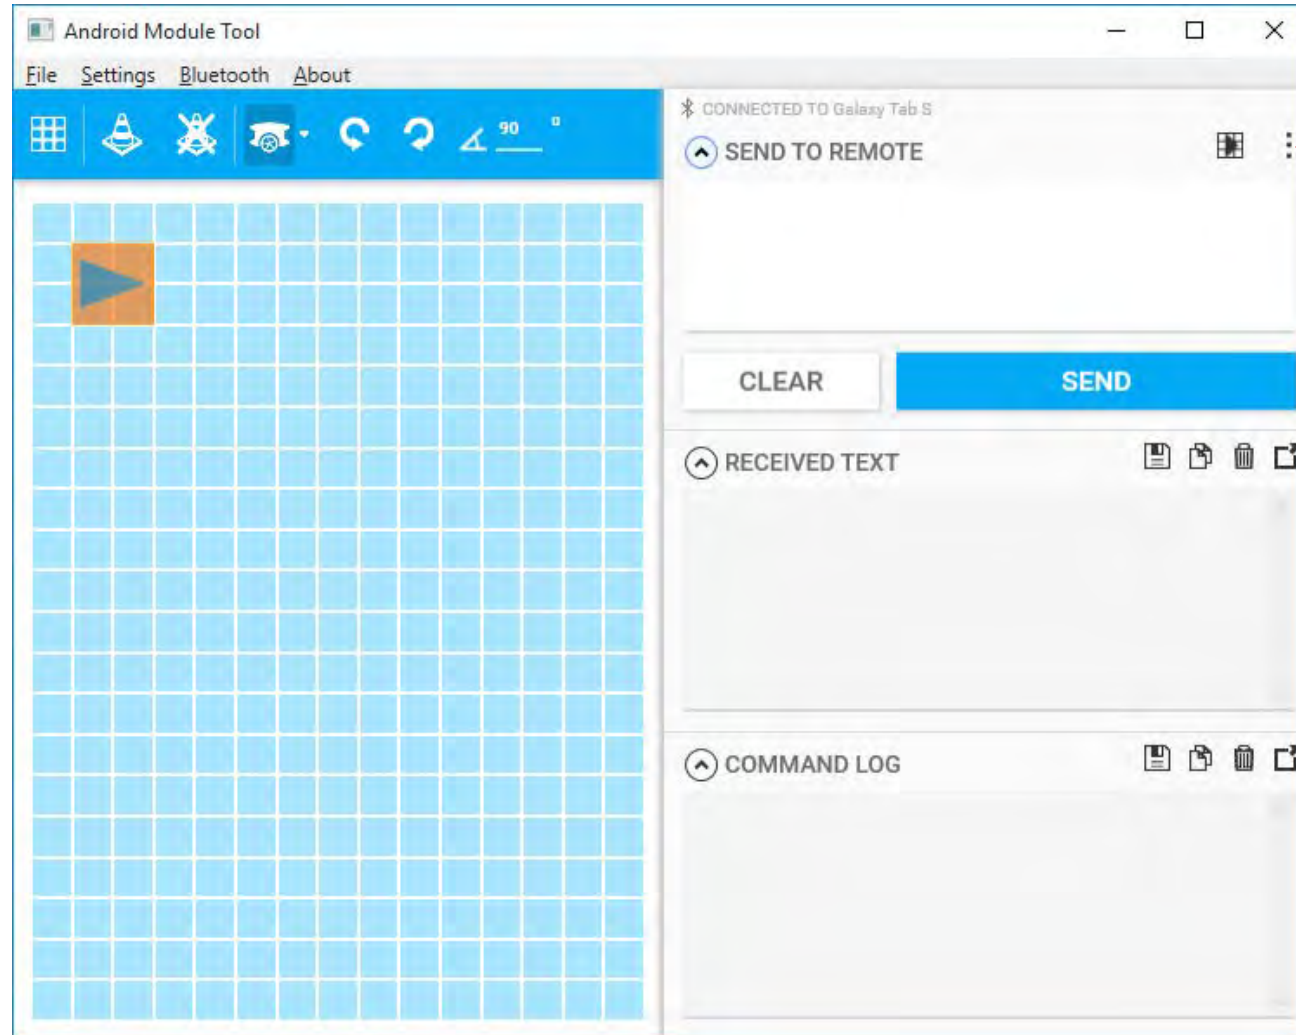 Android Module Tool
File Settings Bluetooth About
90 °
CONNECTED TO Galaxy Tab S
SEND TO REMOTE
CLEAR SEND
RECEIVED TEXT
COMMAND LOG